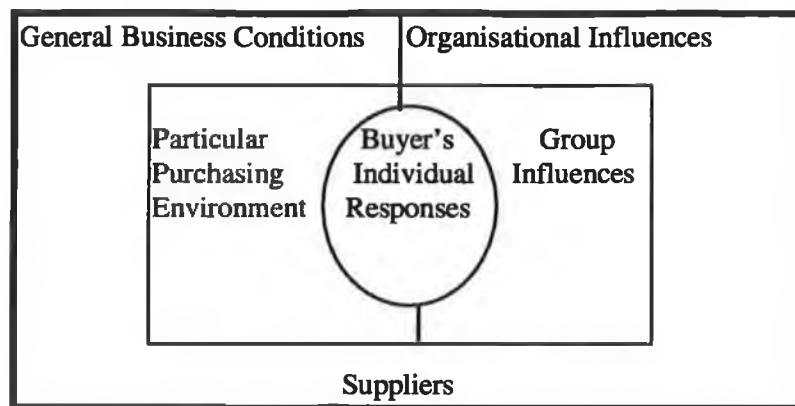 General Business Conditions
Organisational Influences
Particular
Purchasing
Environment
Buyer's
Individual
Responses
Group
Influences
Suppliers